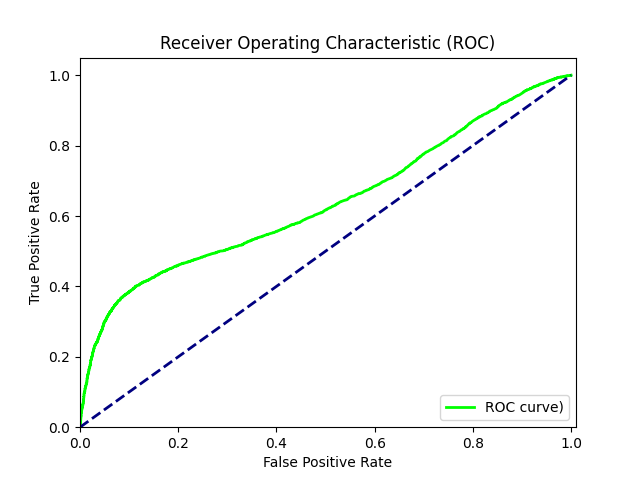 Receiver Operating Characteristic (ROC)
True Positive Rate
1.0
0.8
0.6
0.4
0.2
0.0
ROC curve)
0.0 0.2 0.4 0.6 0.8 1.0
False Positive Rate